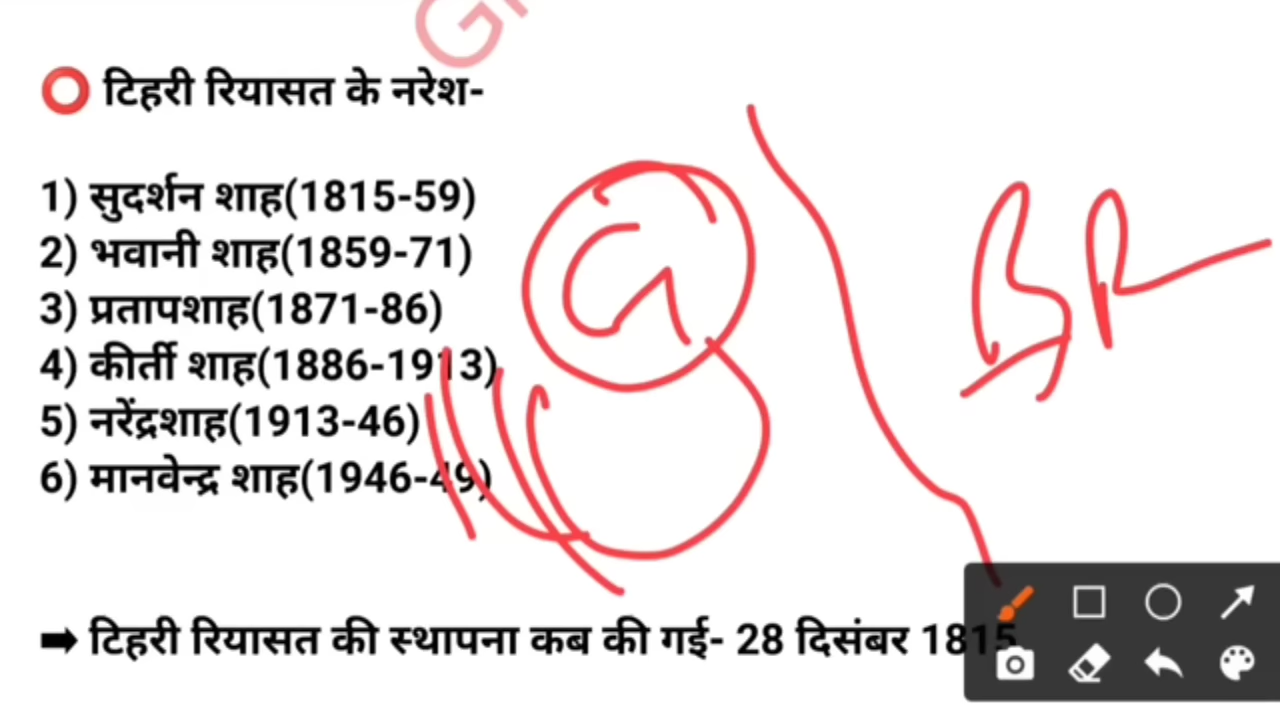 टिहरी रियासत के नरेश-
1) सुदर्शन शाह(1815-59)
2) भवानी शाह(1859-71)
3) प्रतापशाह(1871-86)
4) कीर्ती शाह(1886-1913)
5) नरेंद्रशाह(1913-46)
6) मानवेन्द्र शाह(1946-49)
G
BR
➡ टिहरी रियासत की स्थापना कब की गई- 28 दिसंबर 1815